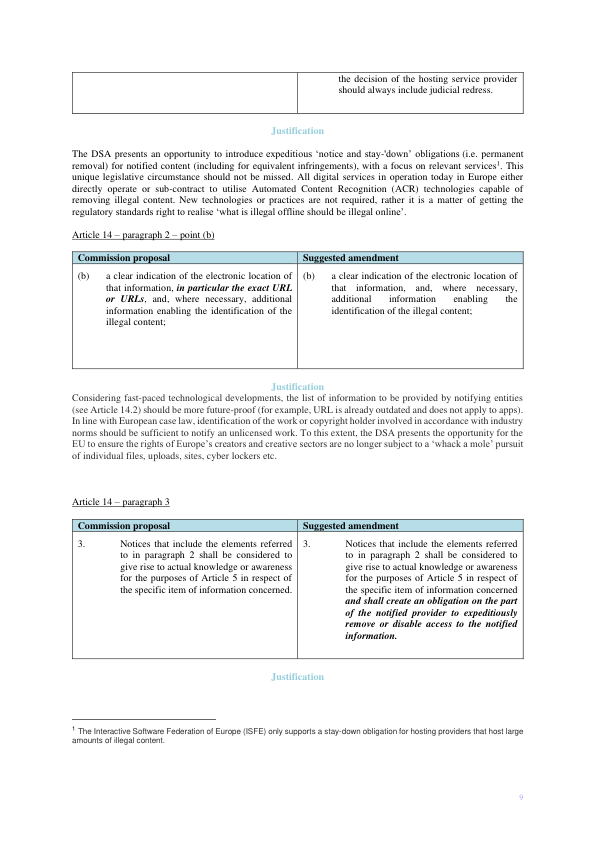 the decision of the hosting service provider
should always include judicial redress.
Justification
The DSA presents an opportunity to introduce expeditious ‘notice and stay-'down’ obligations (i.e. permanent
removal) for notified content (including for equivalent infringements), with a focus on relevant services1. This
unique legislative circumstance should not be missed. All digital services in operation today in Europe either
directly operate or sub-contract to utilise Automated Content Recognition (ACR) technologies capable of
removing illegal content. New technologies or practices are not required, rather it is a matter of getting the
regulatory standards right to realise ‘what is illegal offline should be illegal online’.
Article 14 – paragraph 2 – point (b)
Commission proposal
(b) a clear indication of the electronic location of
that information, in particular the exact URL
or URLs, and, where necessary, additional
information enabling the identification of the
illegal content;
Suggested amendment
(b) a clear indication of the electronic location of
that information, and, where necessary,
additional information enabling the
identification of the illegal content;
Justification
Considering fast-paced technological developments, the list of information to be provided by notifying entities
(see Article 14.2) should be more future-proof (for example, URL is already outdated and does not apply to apps).
In line with European case law, identification of the work or copyright holder involved in accordance with industry
norms should be sufficient to notify an unlicensed work. To this extent, the DSA presents the opportunity for the
EU to ensure the rights of Europe’s creators and creative sectors are no longer subject to a ‘whack a mole’ pursuit
of individual files, uploads, sites, cyber lockers etc.
Article 14 – paragraph 3
Commission proposal
3. Notices that include the elements referred
to in paragraph 2 shall be considered to
give rise to actual knowledge or awareness
for the purposes of Article 5 in respect of
the specific item of information concerned.
Suggested amendment
3. Notices that include the elements referred
to in paragraph 2 shall be considered to
give rise to actual knowledge or awareness
for the purposes of Article 5 in respect of
the specific item of information concerned
and shall create an obligation on the part
of the notified provider to expeditiously
remove or disable access to the notified
information.
Justification
1 The Interactive Software Federation of Europe (ISFE) only supports a stay-down obligation for hosting providers that host large
amounts of illegal content.
9